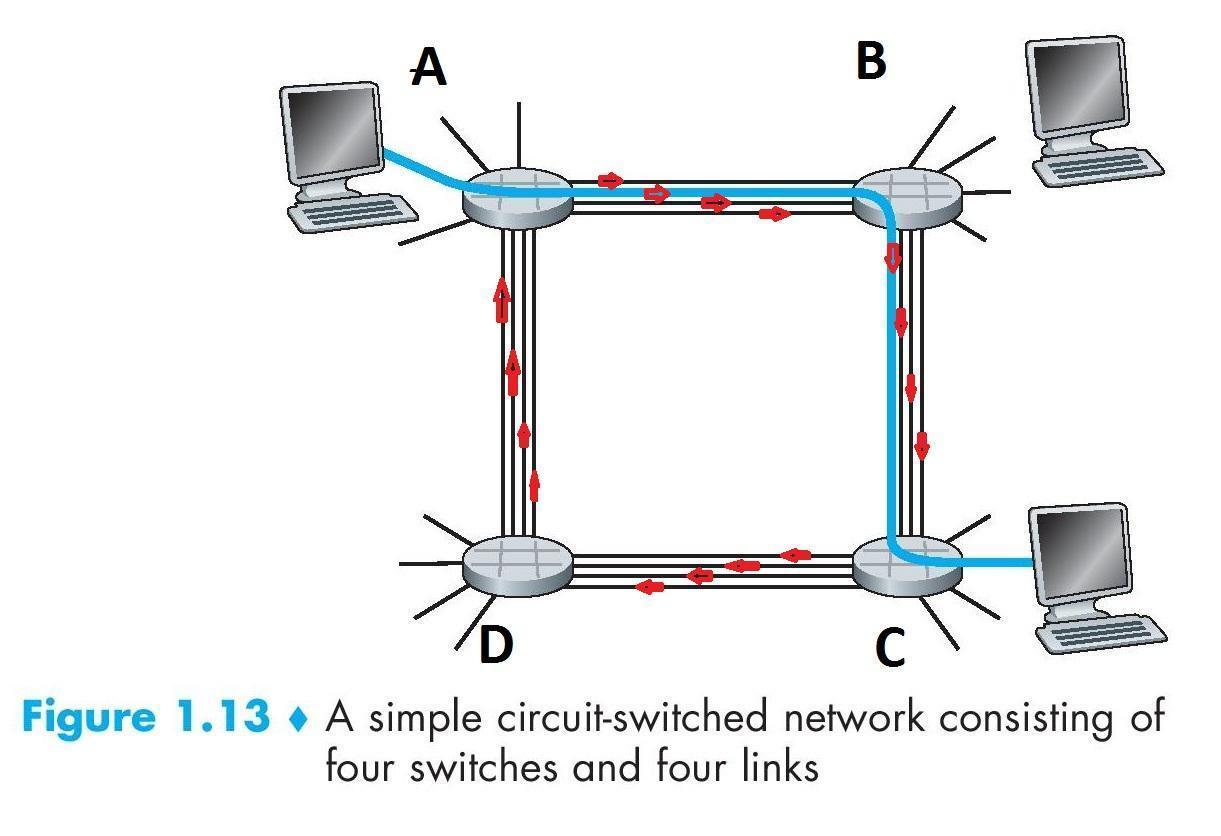 A
B
D
C
Figure 1.13 ♦ A simple circuit-switched network consisting of
four switches and four links